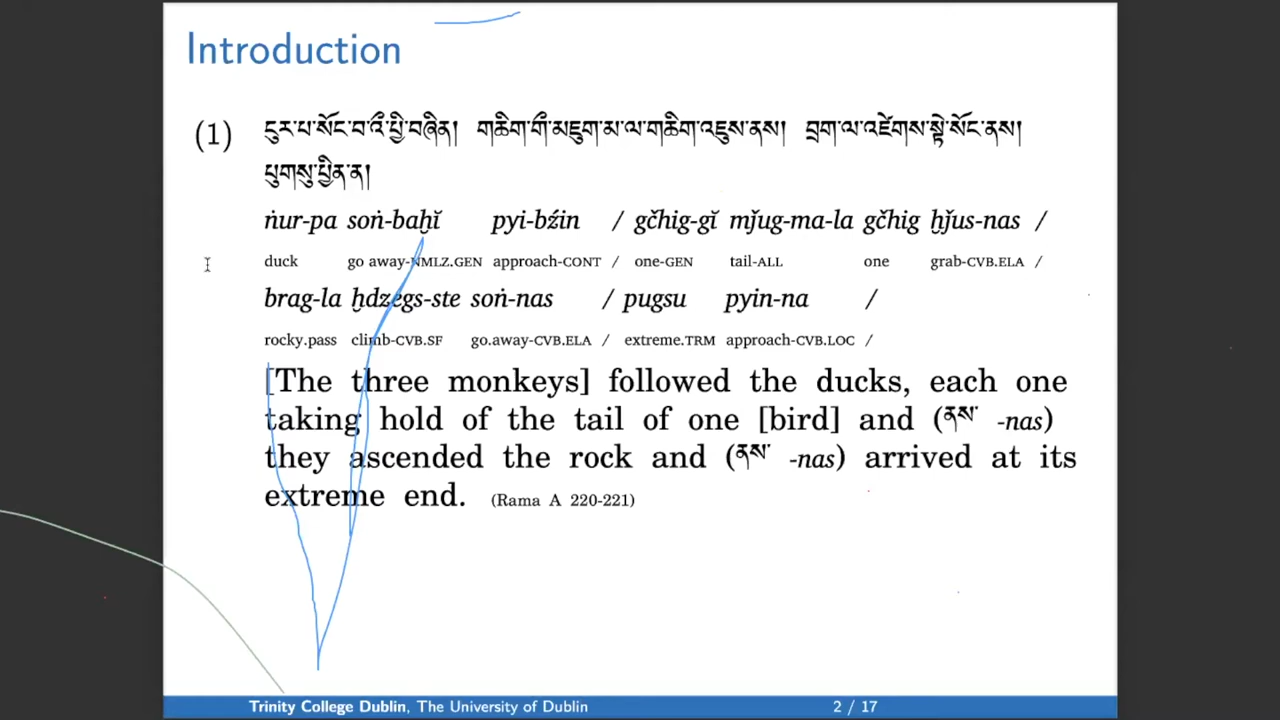 Introduction
(1) ངུར་པ་སོང་བ་འྀ་ཕྱི་བཞིན། གཆིག་གྀ་མཇུག་མ་ལ་གཆིག་འཇུས་ནས། བྲག་ལ་འཛེགས་སྟེ་སོང་ནས།
ཕུགསུ་ཕྱིན་ན།
ṅur-pa soṅ-baḥı̆ pyi-bźin / gčhig-gı̆ mǰug-ma-la gčhig ḫǰus-nas /
duck go away-NMLZ.GEN approach-CONT / one-GEN tail-ALL one grab-CVB.ELA /
brag-la ḫdzegs-ste soṅ-nas / pugsu pyin-na /
rocky.pass climb-CVB.SF go.away-CVB.ELA / extreme.TRM approach-CVB.LOC /
[The three monkeys] followed the ducks, each one
taking hold of the tail of one [bird] and (ནས་ -nas)
they ascended the rock and (ནས་ -nas) arrived at its
extreme end. (Rama A 220-221)
Trinity College Dublin, The University of Dublin 2 / 17